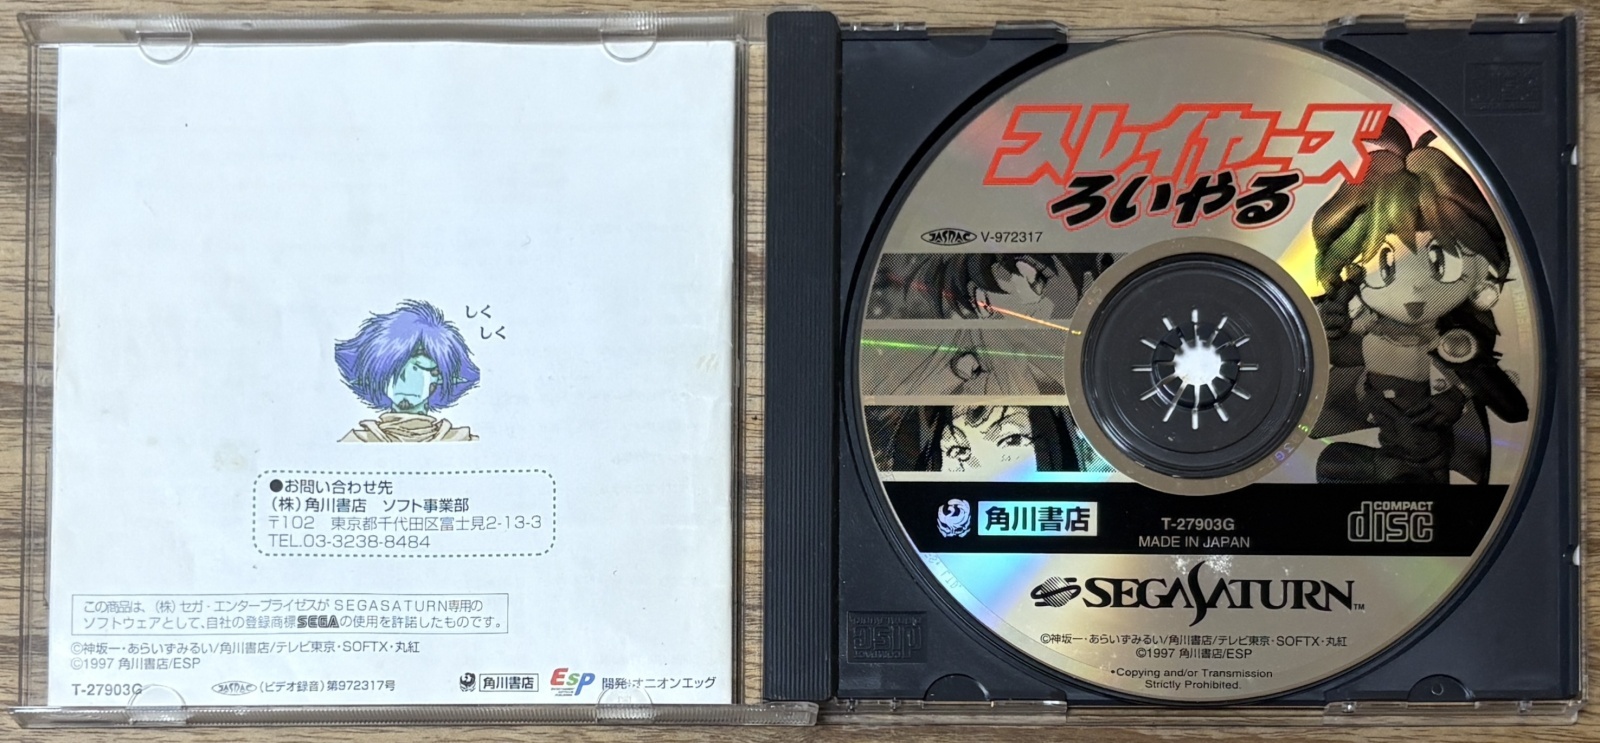 しく
しく
●お問い合わせ先
(株)角川書店 ソフト事業部
〒102 東京都千代田区富士見2-13-3
TEL.03-3238-8484
この商品は、(株)セガ・エンタープライゼスがSEGASATURN専用の
ソフトウェアとして、自社の登録商標SEGAの使用を許諾したものです。
©神坂一・あらいずみるい/角川書店/テレビ東京・SOFTX・丸紅
©1997 角川書店/ESP
T-27903G
JASRAC (ビデオ録音)第972317号
角川書店
ESP
開発:オニオンエッグ
スレイヤーズ
ろいやる
JASRAC V-972317
角川書店
T-27903G
MADE IN JAPAN
COMPACT
disc
SEGASATURN™
©神坂一・あらいずみるい/角川書店/テレビ東京・SOFTX・丸紅
©1997 角川書店/ESP
•Copying and/or Transmission
Strictly Prohibited.